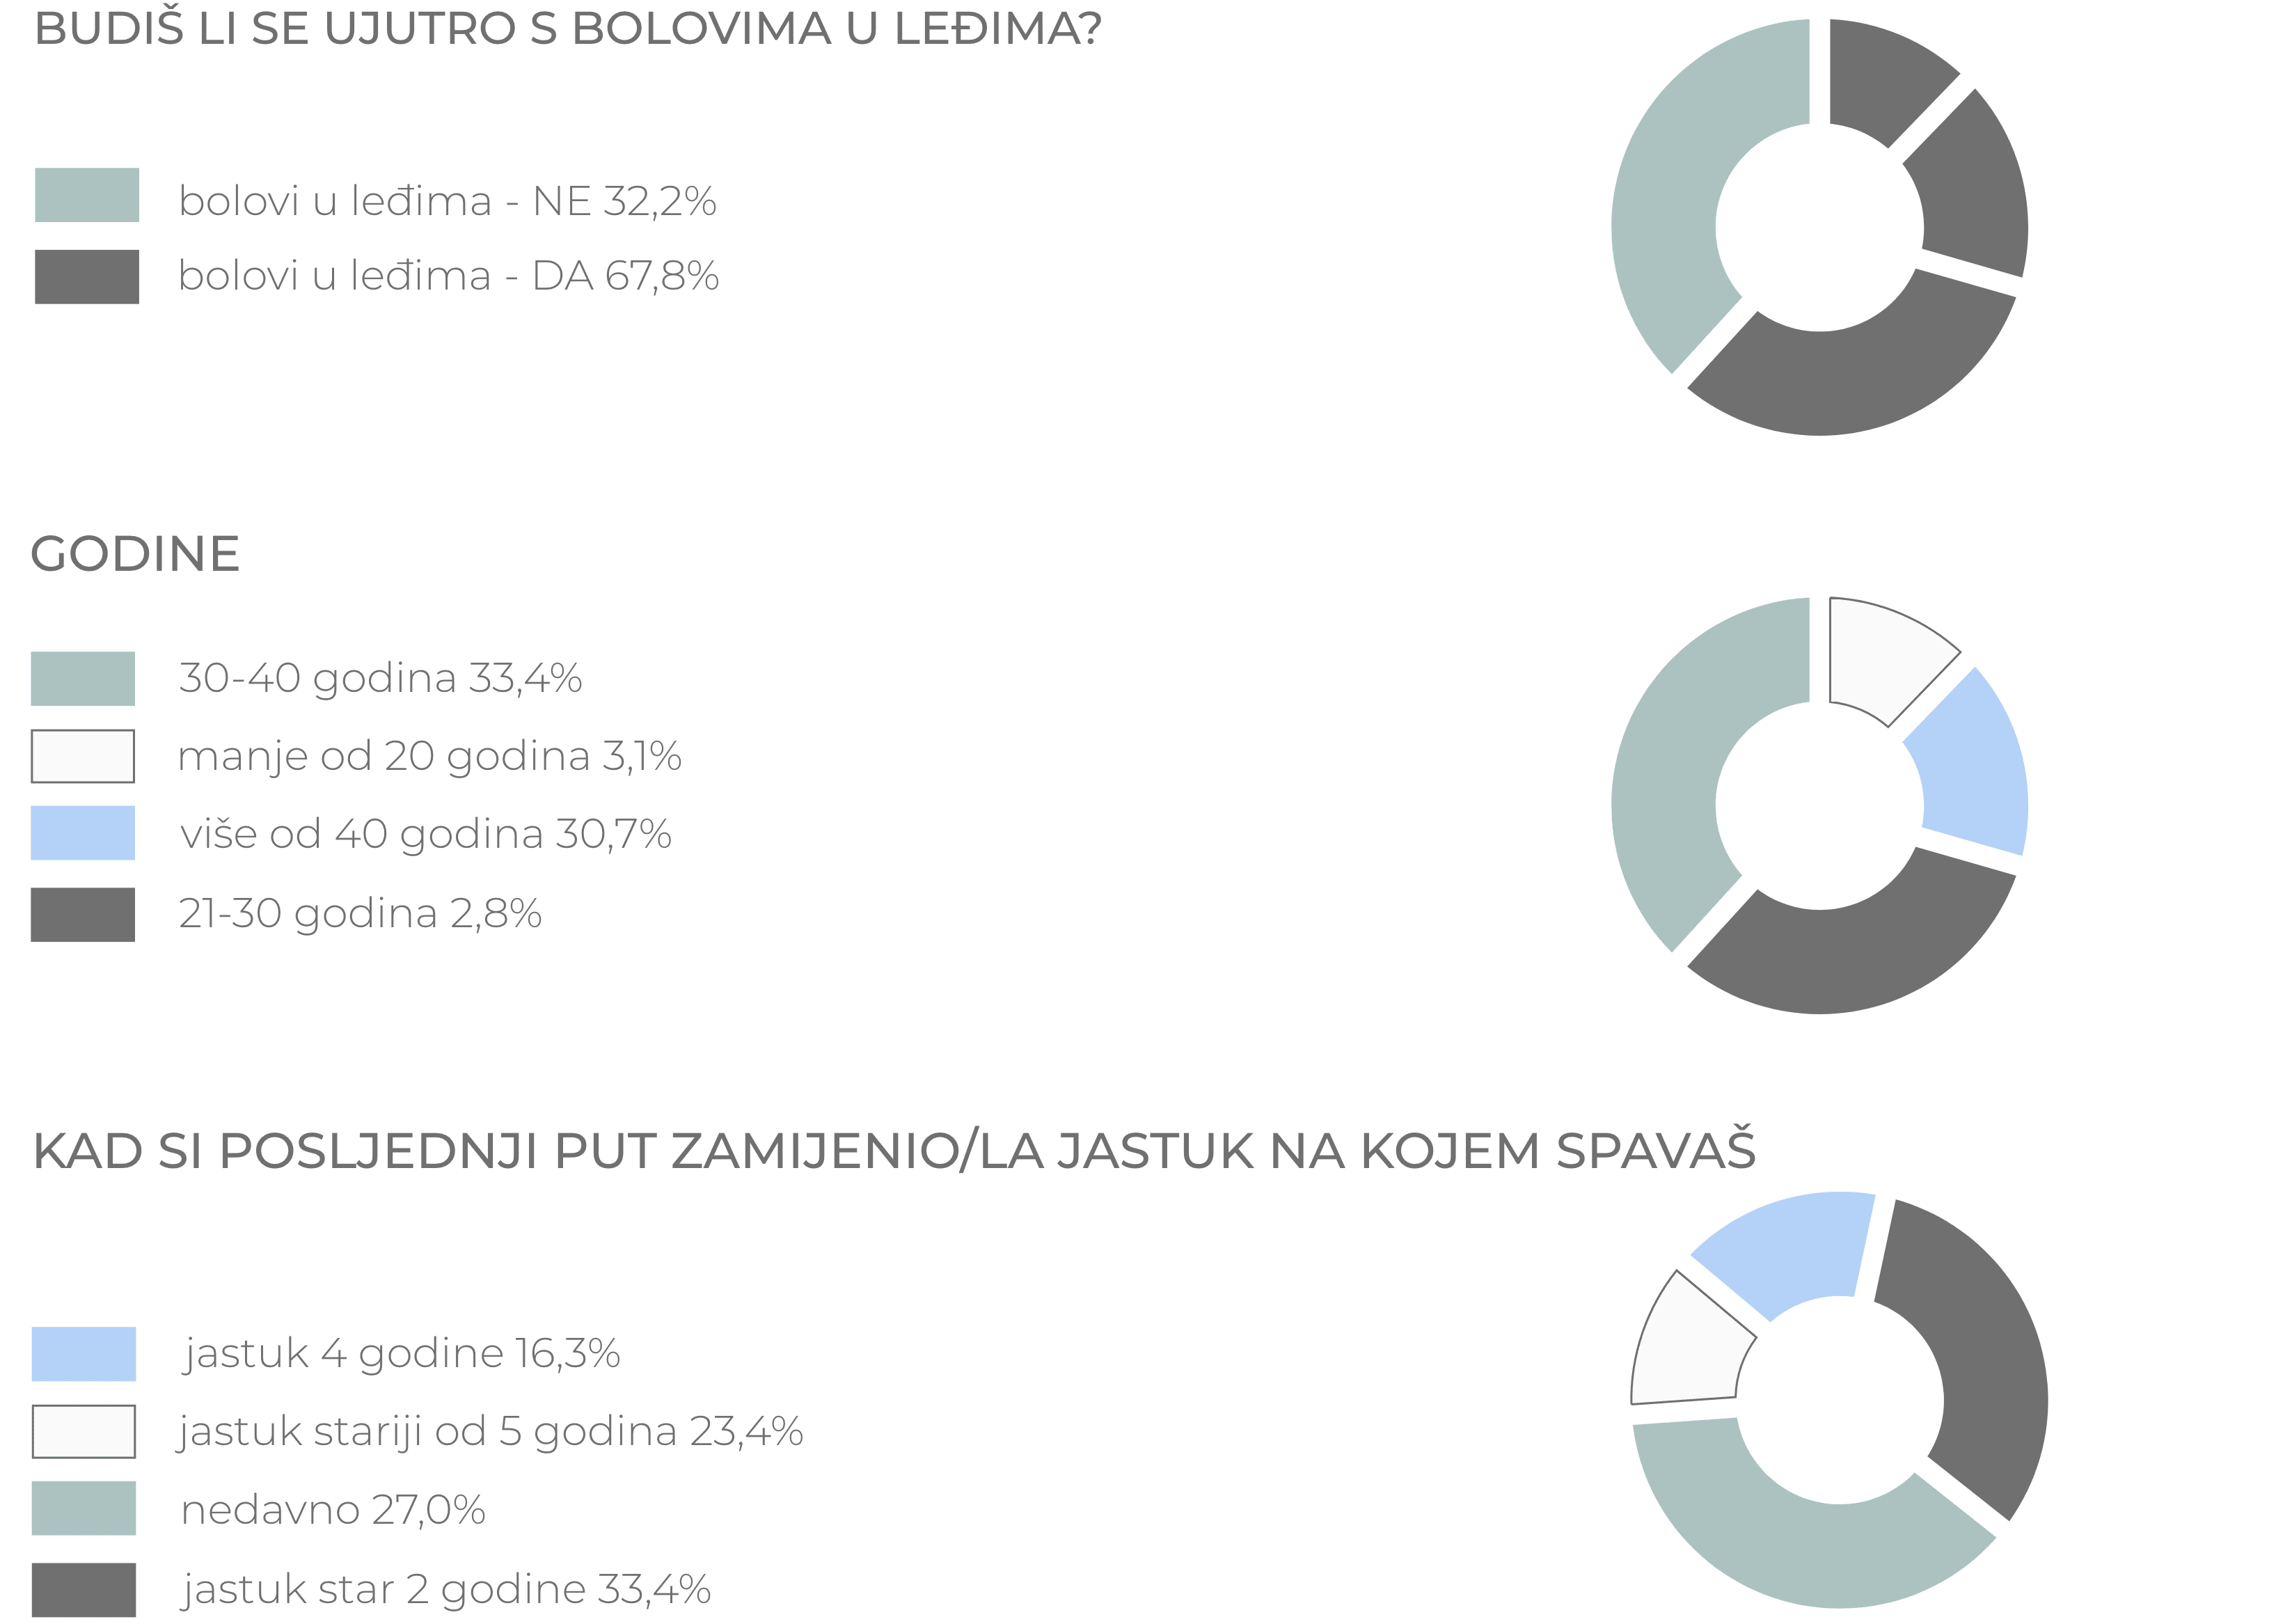 BUDIŠ LI SE UJUTRO S BOLOVIMA U LEĐIMA?
bolovi u leđima - NE 32,2%
bolovi u leđima - DA 67,8%
GODINE
30-40 godina 33,4%
manje od 20 godina 3,1%
više od 40 godina 30,7%
21-30 godina 2,8%
KAD SI POSLJEDNJI PUT ZAMIJENIO/LA JASTUK NA KOJEM SPAVAŠ
jastuk 4 godine 16,3%
jastuk stariji od 5 godina 23,4%
nedavno 27,0%
jastuk star 2 godine 33,4%